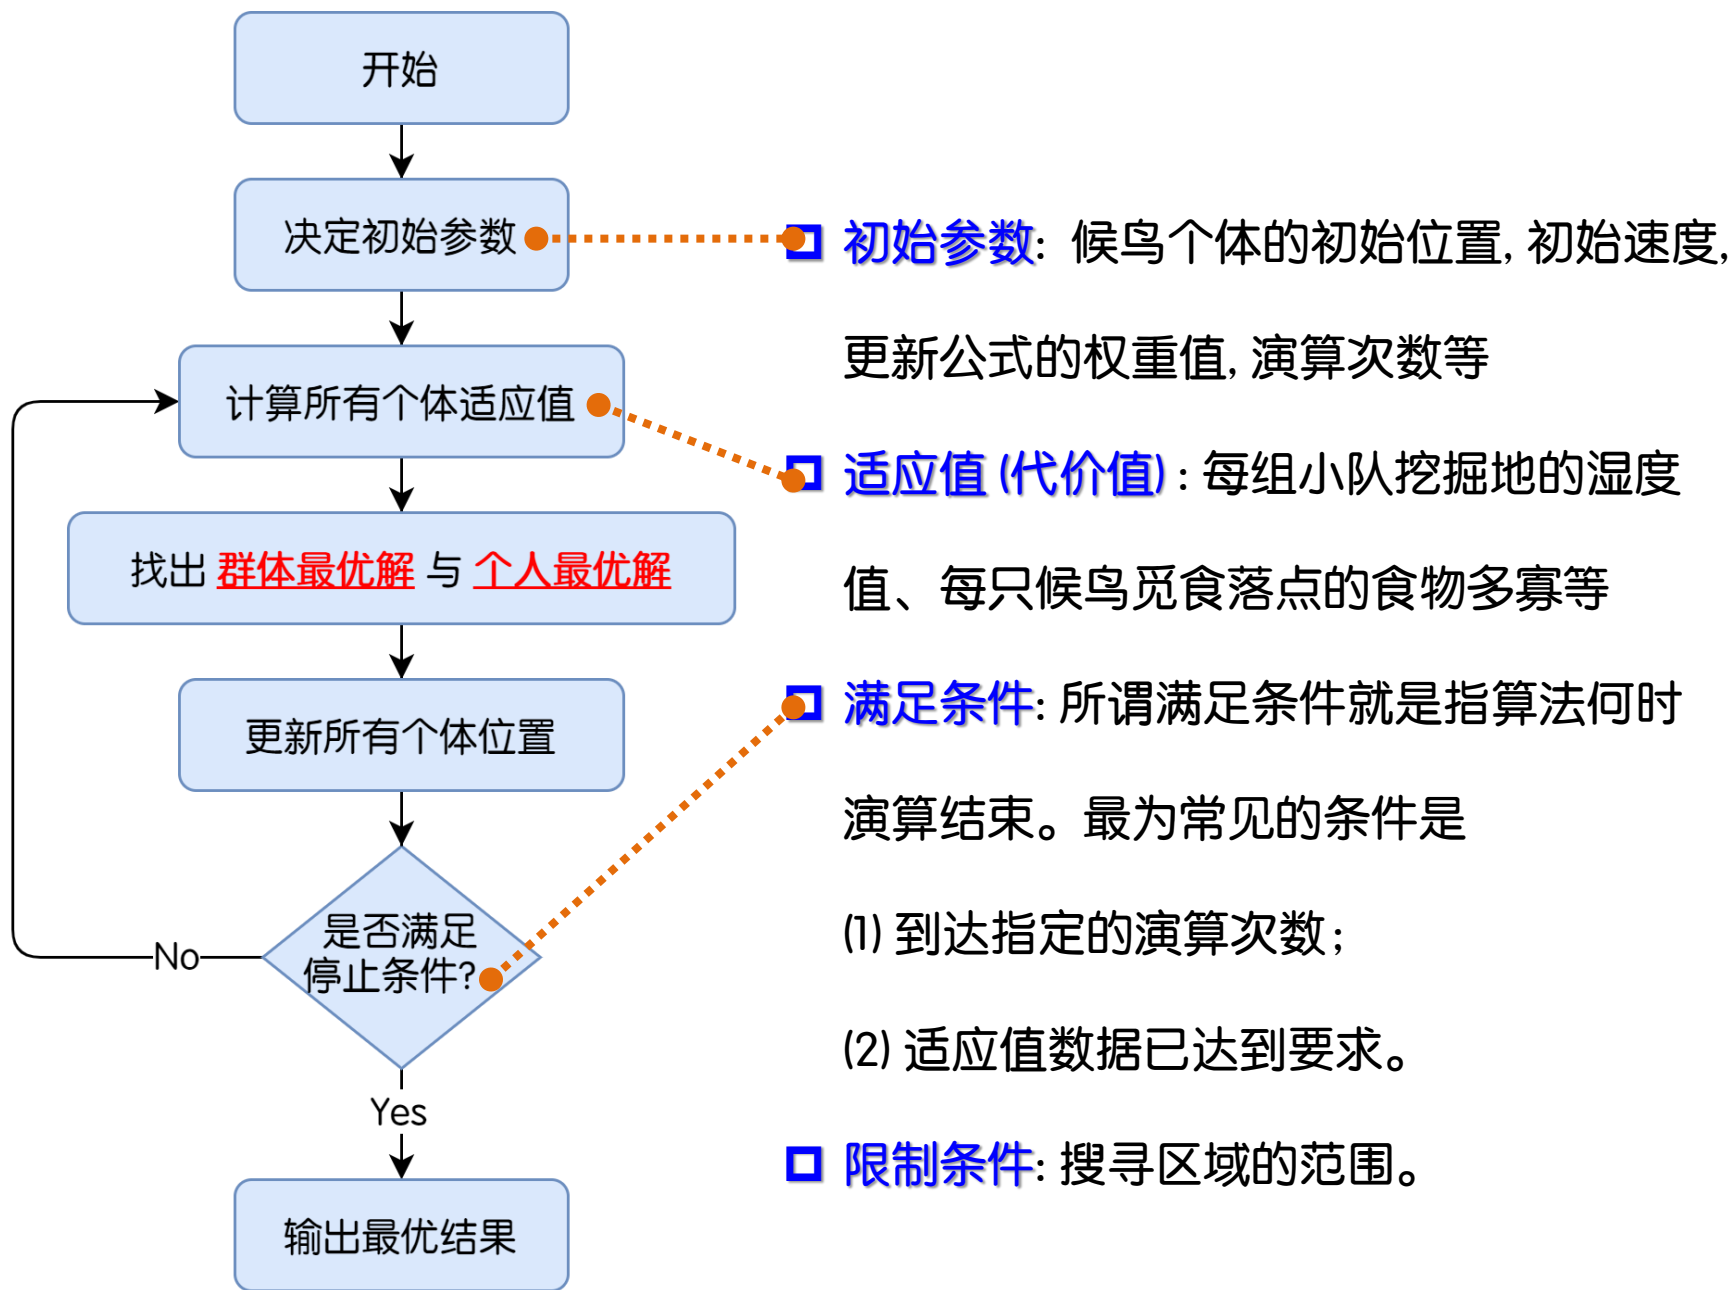 开始
决定初始参数
计算所有个体适应值
找出 群体最优解 与 个人最优解
更新所有个体位置
是否满足
停止条件?
No
Yes
输出最优结果
初始参数: 候鸟个体的初始位置, 初始速度,
更新公式的权重值, 演算次数等
适应值 (代价值) : 每组小队挖掘地的湿度
值、每只候鸟觅食落点的食物多寡等
满足条件: 所谓满足条件就是指算法何时
演算结束。最为常见的条件是
(1) 到达指定的演算次数;
(2) 适应值数据已达到要求。
限制条件: 搜寻区域的范围。